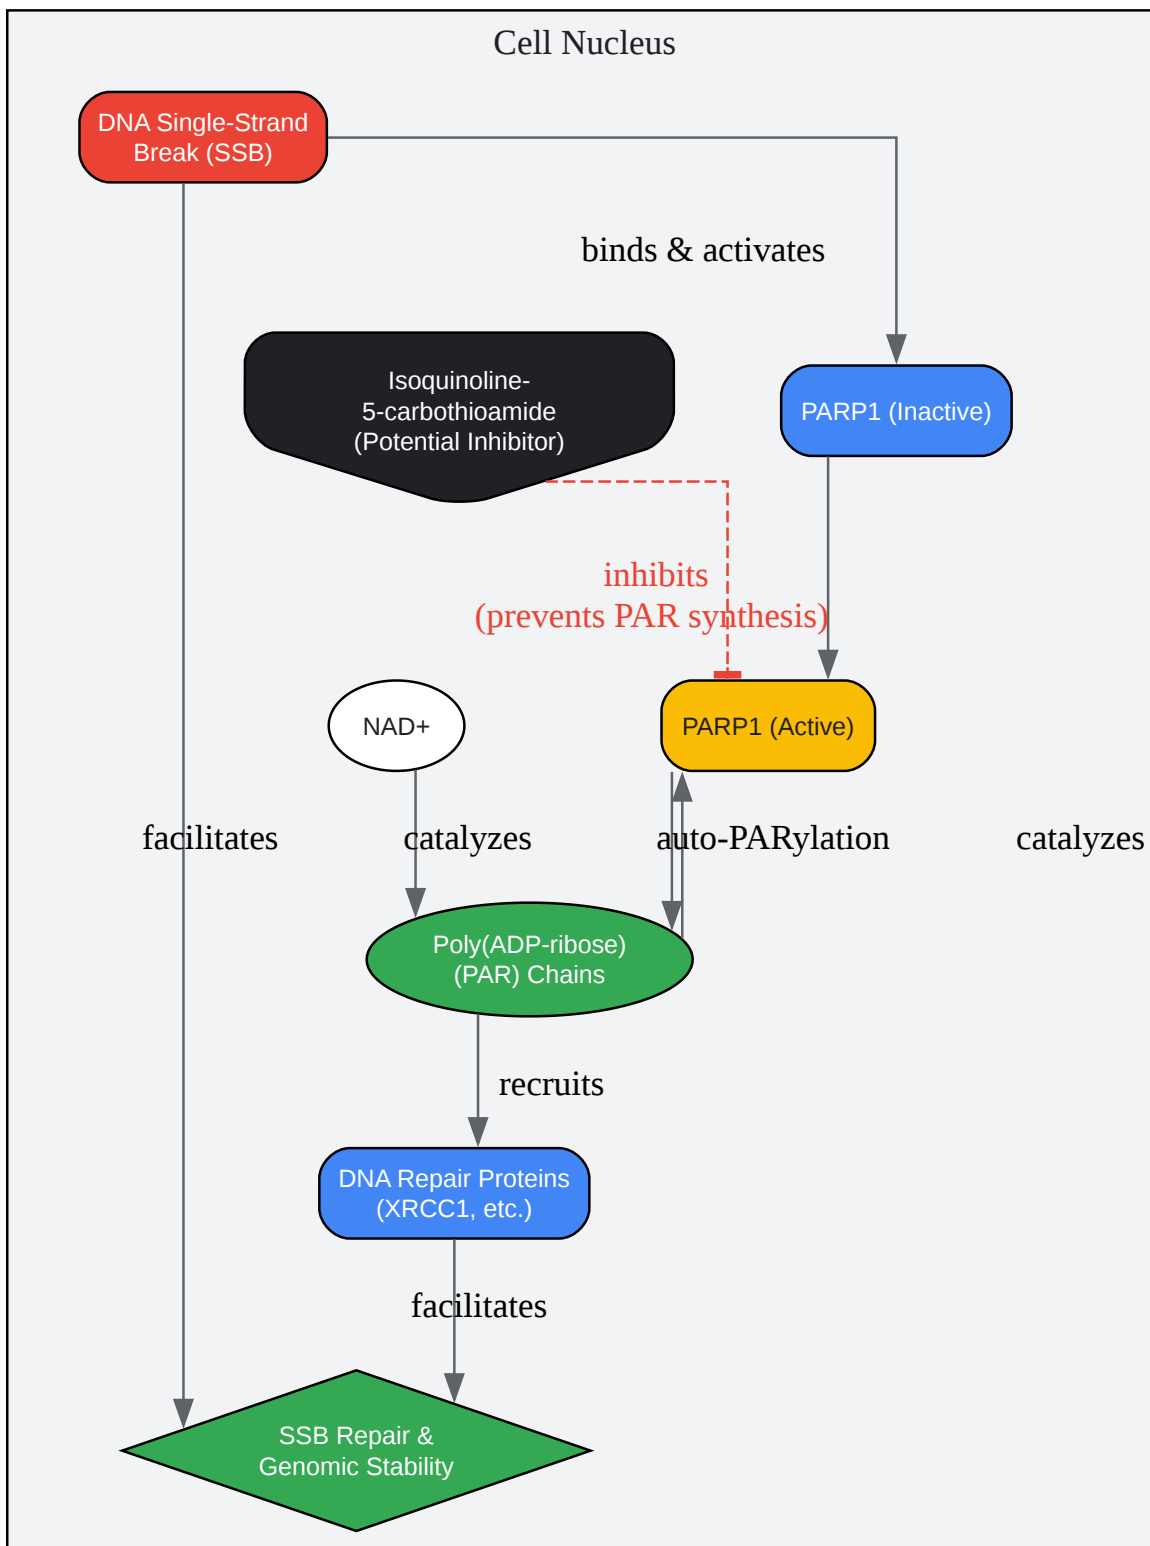 Cell Nucleus
DNA Single-Strand
Break (SSB)
binds & activates
Isoquinoline-
5-carbothioamide
(Potential Inhibitor)
PARP1 (Inactive)
inhibits
(prevents PAR synthesis)
NAD+
PARP1 (Active)
facilitates
catalyzes
auto-PARylation
catalyzes
Poly(ADP-ribose)
(PAR) Chains
recruits
DNA Repair Proteins
(XRCC1, etc.)
facilitates
SSB Repair &
Genomic Stability